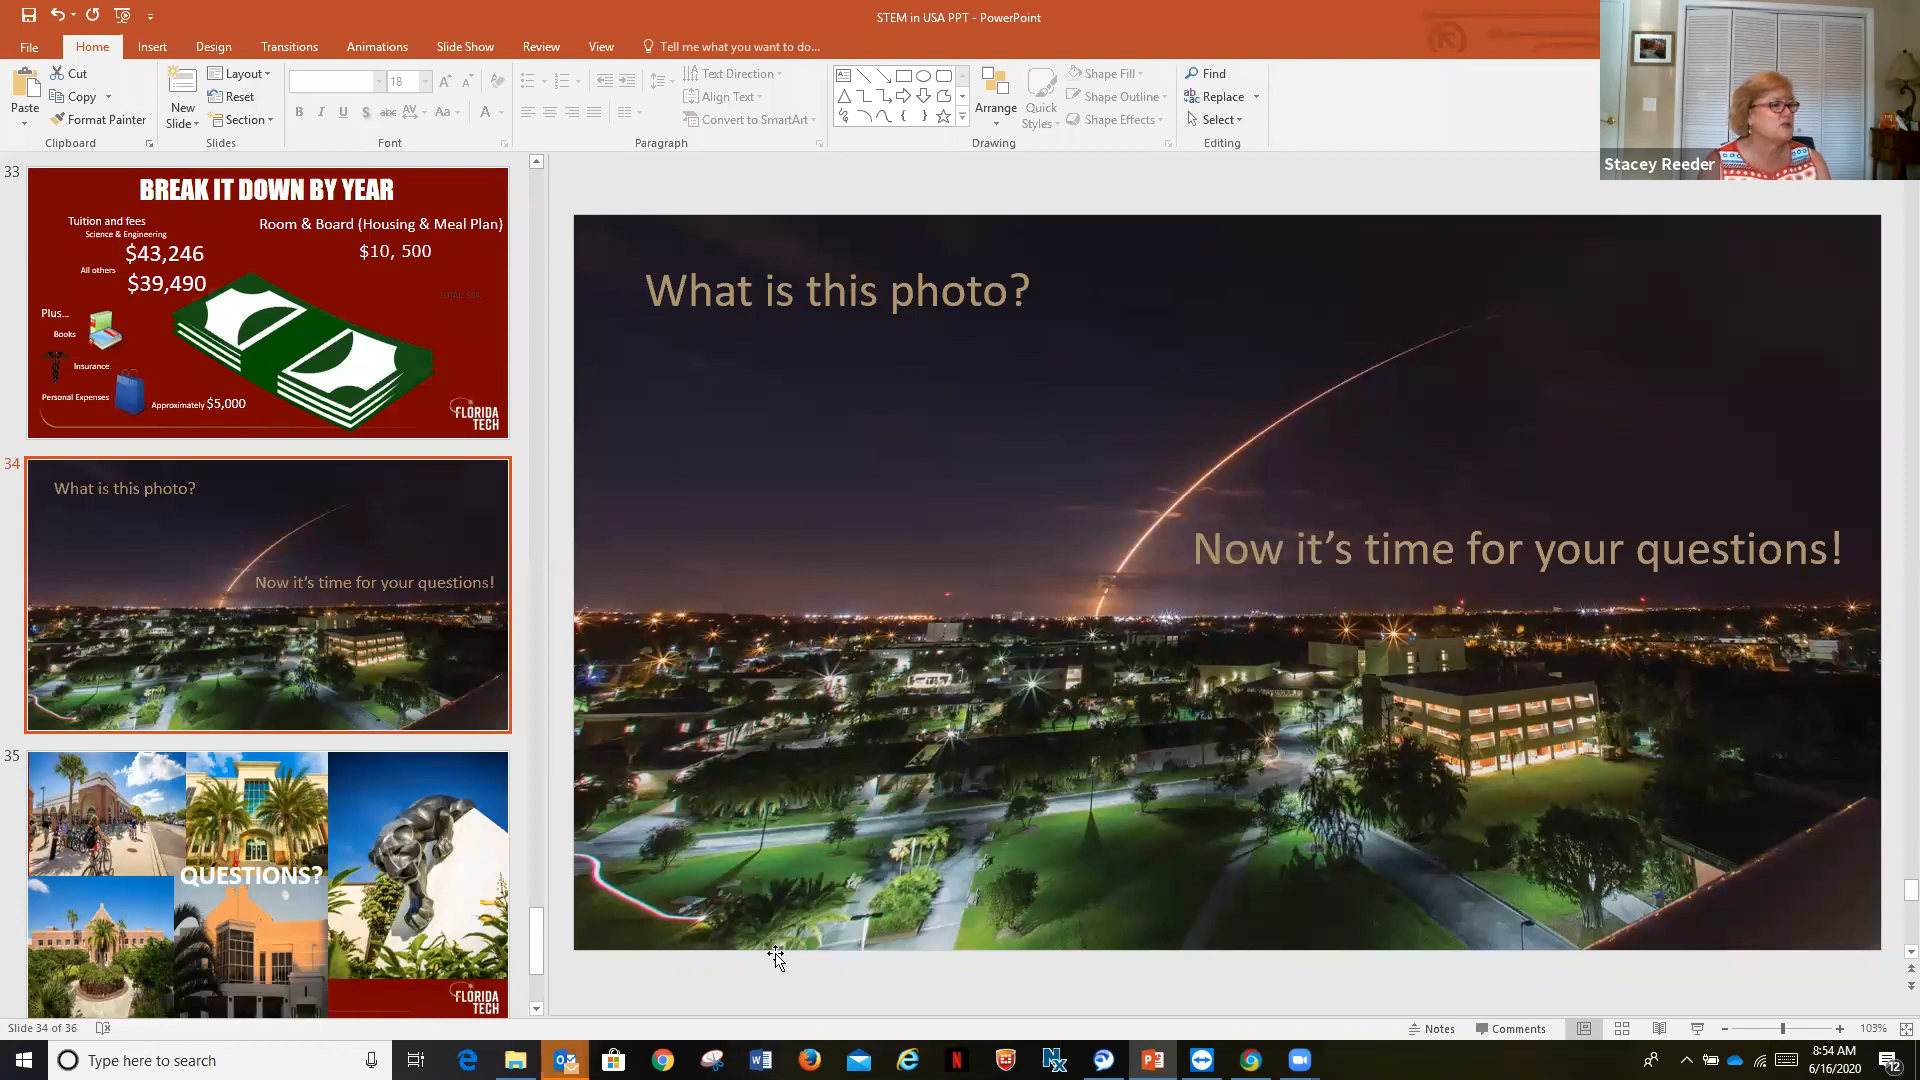 STEM in USA PPT - PowerPoint
File Home Insert Design Transitions Animations Slide Show Review View Tell me what you want to do...
Paste
Cut
Copy
Format Painter
Clipboard
New Slide
Layout
Reset
Section
Slides
18
B I U S abc AV Aa A
Font
Text Direction
Align Text
Convert to SmartArt
Paragraph
Arrange
Quick Styles
Shape Fill
Shape Outline
Shape Effects
Drawing
Find
Replace
Select
Editing
Stacey Reeder
33
BREAK IT DOWN BY YEAR
Tuition and fees
Science & Engineering
$43,246
All others
$39,490
Room & Board (Housing & Meal Plan)
$10, 500
Plus...
Books
Insurance
Personal Expenses
Approximately $5,000
FLORIDA
TECH
34
What is this photo?
Now it's time for your questions!
35
QUESTIONS?
FLORIDA
TECH
What is this photo?
Now it's time for your questions!
Slide 34 of 36
Notes
Comments
103%
Type here to search
8:54 AM
6/16/2020
12